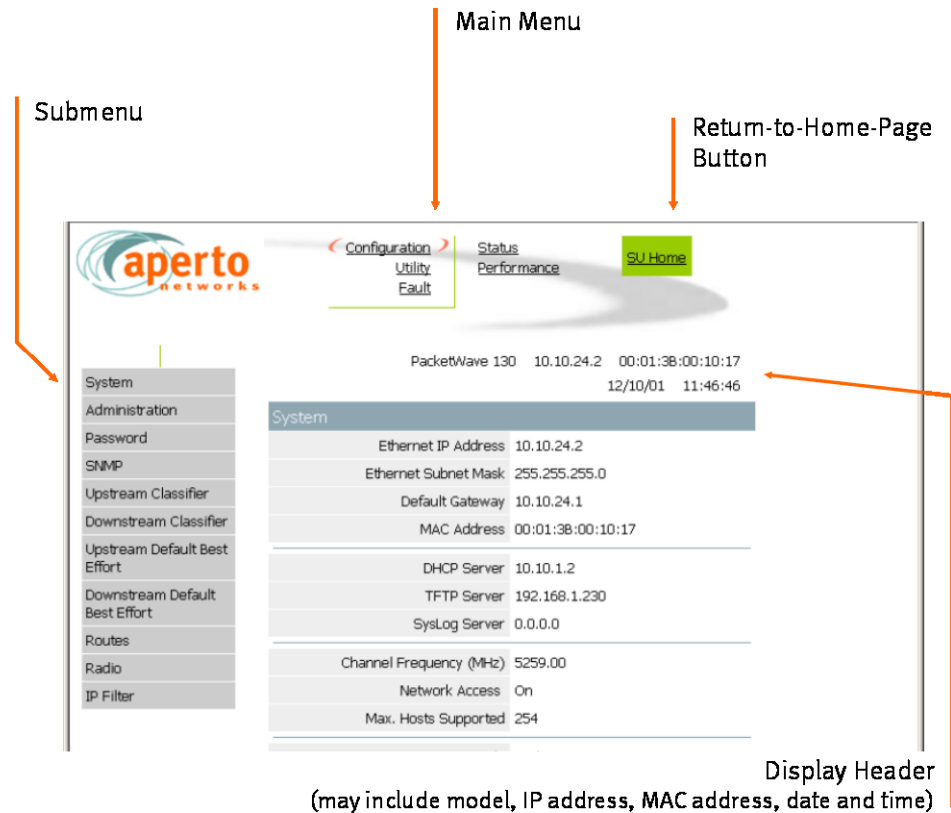 Main Menu
Submenu
Return-to-Home-Page
Button
aperto
networks
Configuration
Utility
Fault
Status
Performance
SU Home
PacketWave 130 10.10.24.2 00:01:3B:00:10:17
12/10/01 11:46:46
System
Administration
Password
SNMP
Upstream Classifier
Downstream Classifier
Upstream Default Best
Effort
Downstream Default
Best Effort
Routes
Radio
IP Filter
System
Ethernet IP Address 10.10.24.2
Ethernet Subnet Mask 255.255.255.0
Default Gateway 10.10.24.1
MAC Address 00:01:3B:00:10:17
DHCP Server 10.10.1.2
TFTP Server 192.168.1.230
SysLog Server 0.0.0.0
Channel Frequency (MHz) 5259.00
Network Access On
Max. Hosts Supported 254
Display Header
(may include model, IP address, MAC address, date and time)